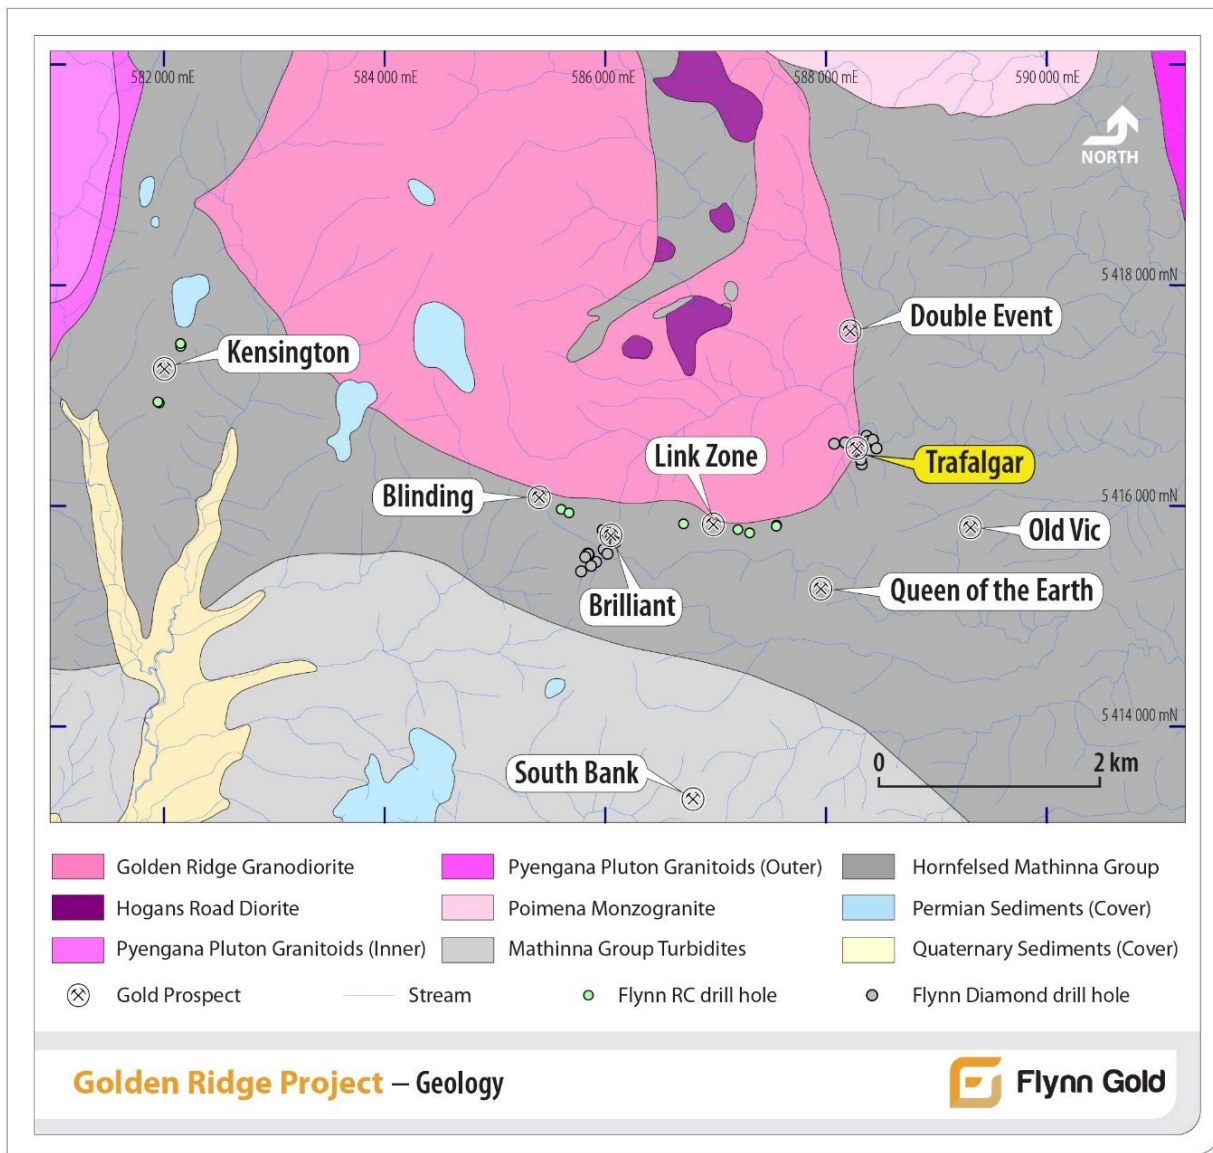 582 000 mE
584 000 mE
586 000 mE
588 000 mE
590 000 mE
NORTH
5 418 000 mN
Double Event
Kensington
Link Zone
Trafalgar
Blinding
5 416 000 mN
Old Vic
Queen of the Earth
Brilliant
5 414 000 mN
South Bank
0
2 km
Golden Ridge Granodiorite
Pyengana Pluton Granitoids (Outer)
Hornfelsed Mathinna Group
Hogans Road Diorite
Poimena Monzogranite
Permian Sediments (Cover)
Pyengana Pluton Granitoids (Inner)
Mathinna Group Turbidites
Quaternary Sediments (Cover)
Gold Prospect
Stream
Flynn RC drill hole
Flynn Diamond drill hole
Golden Ridge Project – Geology
Flynn Gold